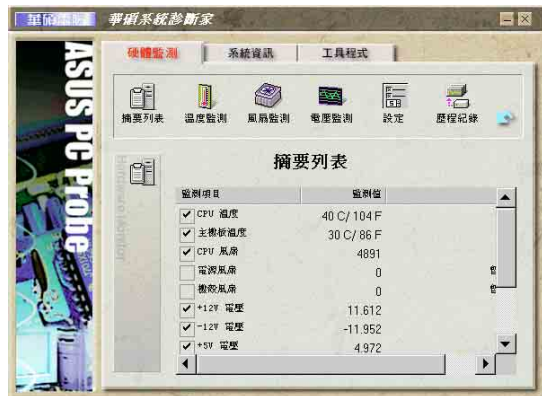 華碩電腦 華碩系統診斷家
硬體監測 系統資訊 工具程式
摘要列表 溫度監測 風扇監測 電壓監測 設定 歷程紀錄
ASUS PC Probe
Hardware Monitor
摘要列表
監測項目 監測值
CPU 溫度 40 C/ 104 F
主機板溫度 30 C/ 86 F
CPU 風扇 4891
電源風扇 0
機殼風扇 0
+12V 電壓 11.612
-12V 電壓 -11.952
+5V 電壓 4.972